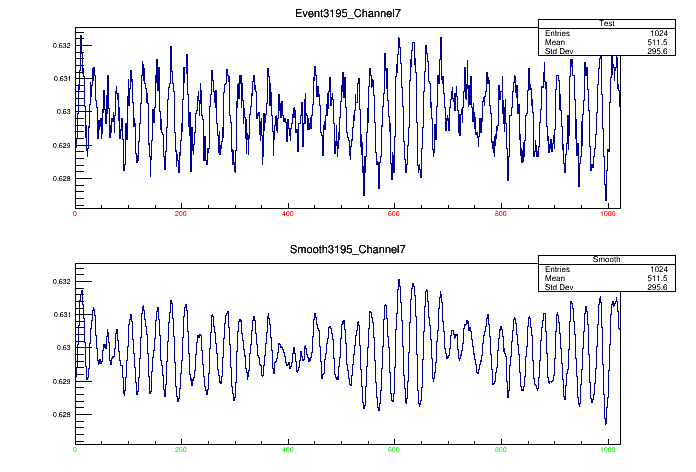 Event3195_Channel7
Test
Entries 1024
Mean 511.5
Std Dev 295.6
0.632
0.631
0.63
0.629
0.628
0 200 400 600 800 1000
Smooth3195_Channel7
Smooth
Entries 1024
Mean 511.5
Std Dev 295.6
0.632
0.631
0.63
0.629
0.628
0 200 400 600 800 1000